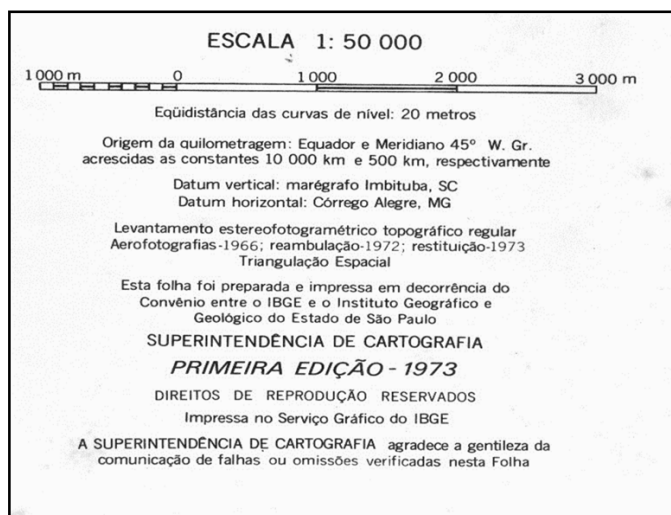 ESCALA 1: 50 000
1 000 m 0 1 000 2 000 3 000 m
Eqüidistância das curvas de nível: 20 metros
Origem da quilometragem: Equador e Meridiano 45º W. Gr.
acrescidas as constantes 10 000 km e 500 km, respectivamente
Datum vertical: marégrafo Imbituba, SC
Datum horizontal: Córrego Alegre, MG
Levantamento estereofotogramétrico topográfico regular
Aerofotografias-1966; reambulação-1972; restituição-1973
Triangulação Espacial
Esta folha foi preparada e impressa em decorrência do
Convênio entre o IBGE e o Instituto Geográfico e
Geológico do Estado de São Paulo
SUPERINTENDÊNCIA DE CARTOGRAFIA
PRIMEIRA EDIÇÃO - 1973
DIREITOS DE REPRODUÇÃO RESERVADOS
Impressa no Serviço Gráfico do IBGE
A SUPERINTENDÊNCIA DE CARTOGRAFIA agradece a gentileza da
comunicação de falhas ou omissões verificadas nesta Folha